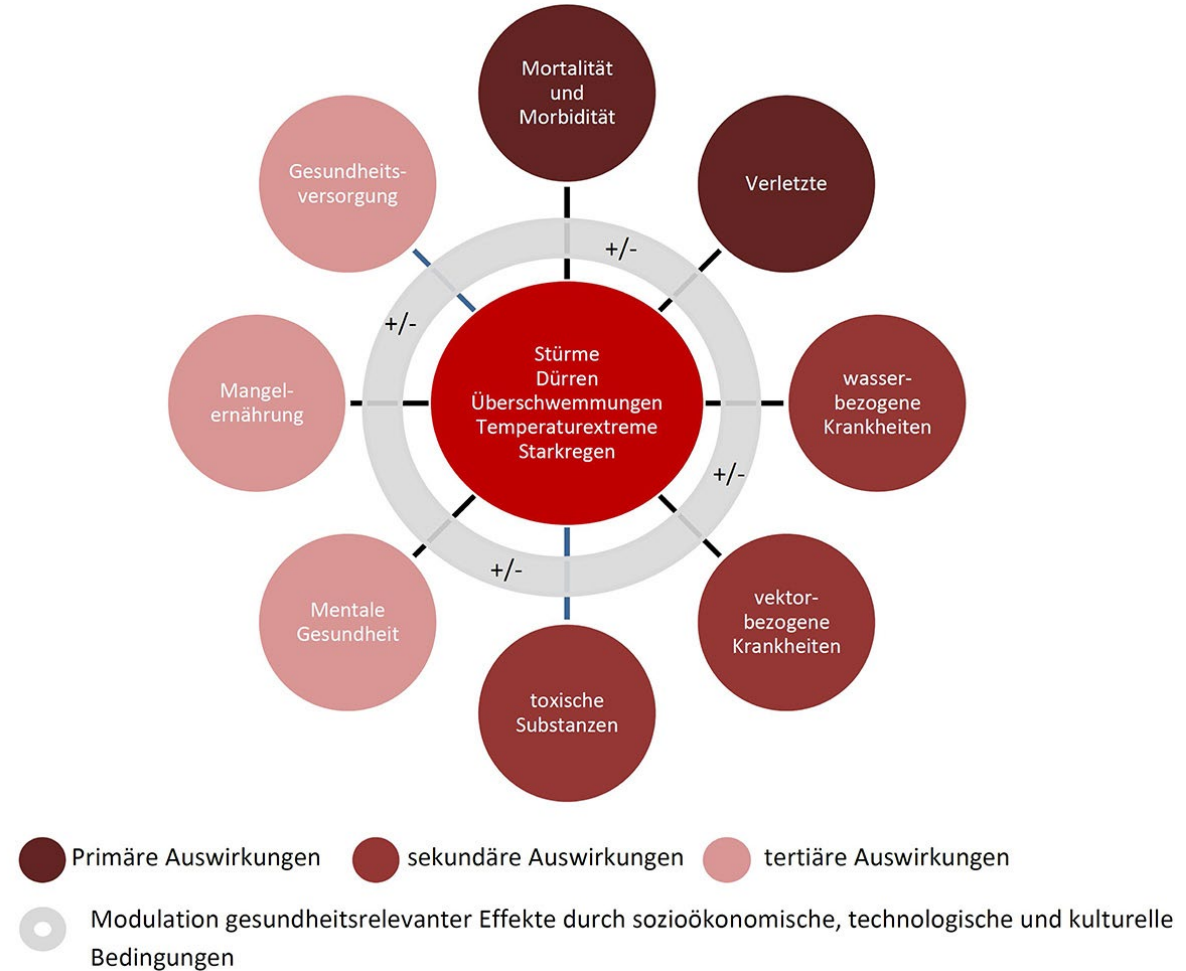 Mortalität
und
Morbidität
Gesundheits-
versorgung
Verletzte
+/-
+/-
Stürme
Dürren
Überschwemmungen
Temperaturextreme
Starkregen
Mangel-
ernährung
wasser-
bezogene
Krankheiten
+/-
+/-
Mentale
Gesundheit
vektor-
bezogene
Krankheiten
toxische
Substanzen
Primäre Auswirkungen
sekundäre Auswirkungen
tertiäre Auswirkungen
Modulation gesundheitsrelevanter Effekte durch sozioökonomische, technologische und kulturelle
Bedingungen